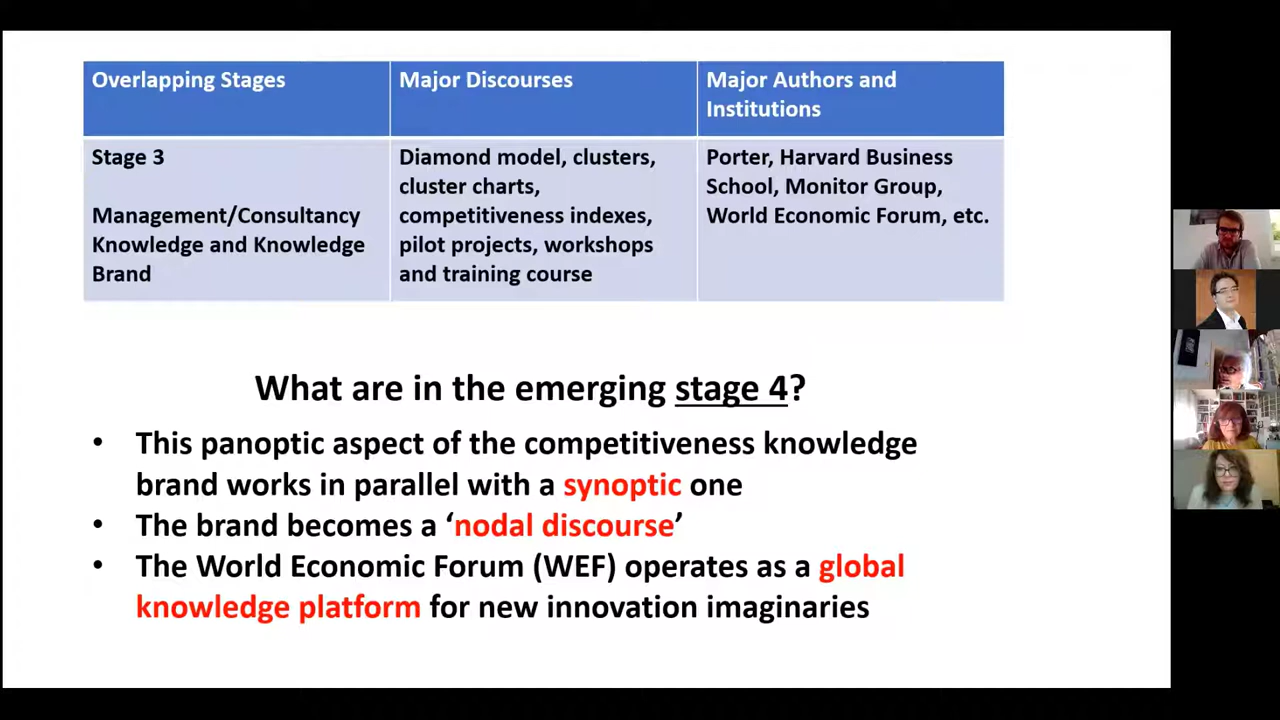 Overlapping Stages
Major Discourses
Major Authors and
Institutions
Stage 3
Management/Consultancy
Knowledge and Knowledge
Brand
Diamond model, clusters,
cluster charts,
competitiveness indexes,
pilot projects, workshops
and training course
Porter, Harvard Business
School, Monitor Group,
World Economic Forum, etc.
What are in the emerging stage 4?
• This panoptic aspect of the competitiveness knowledge
brand works in parallel with a synoptic one
• The brand becomes a ‘nodal discourse’
• The World Economic Forum (WEF) operates as a global
knowledge platform for new innovation imaginaries